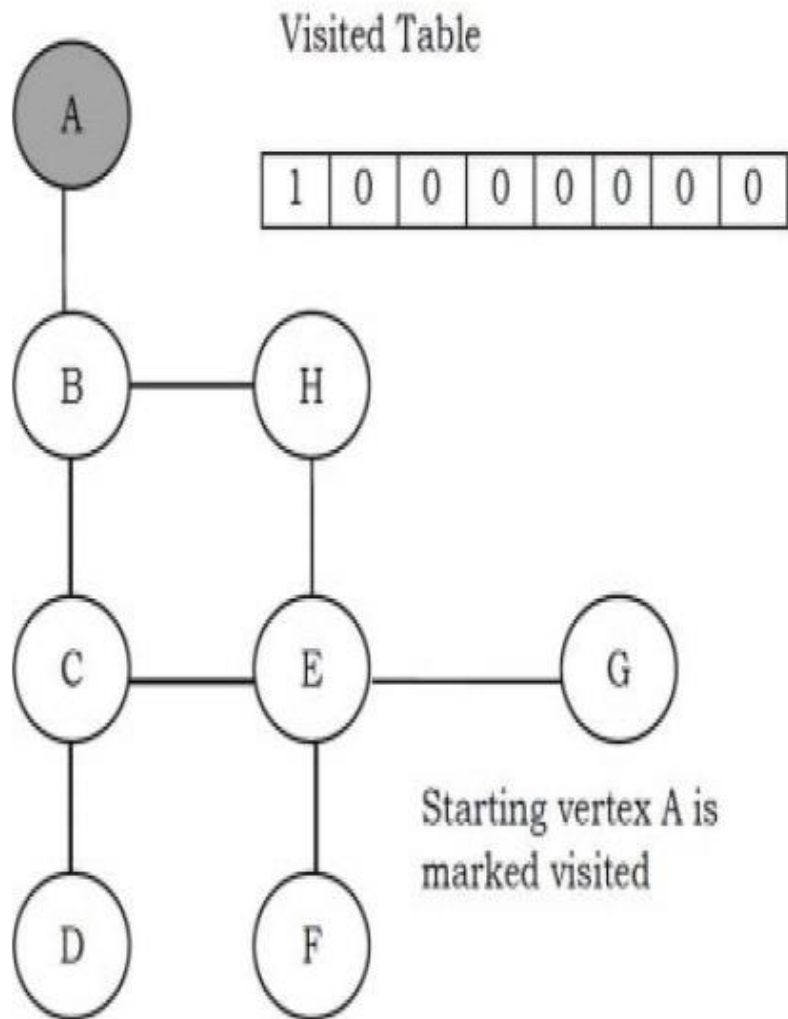 Visited Table
A
1 0 0 0 0 0 0 0
B H
C E G
Starting vertex A is
marked visited
D F